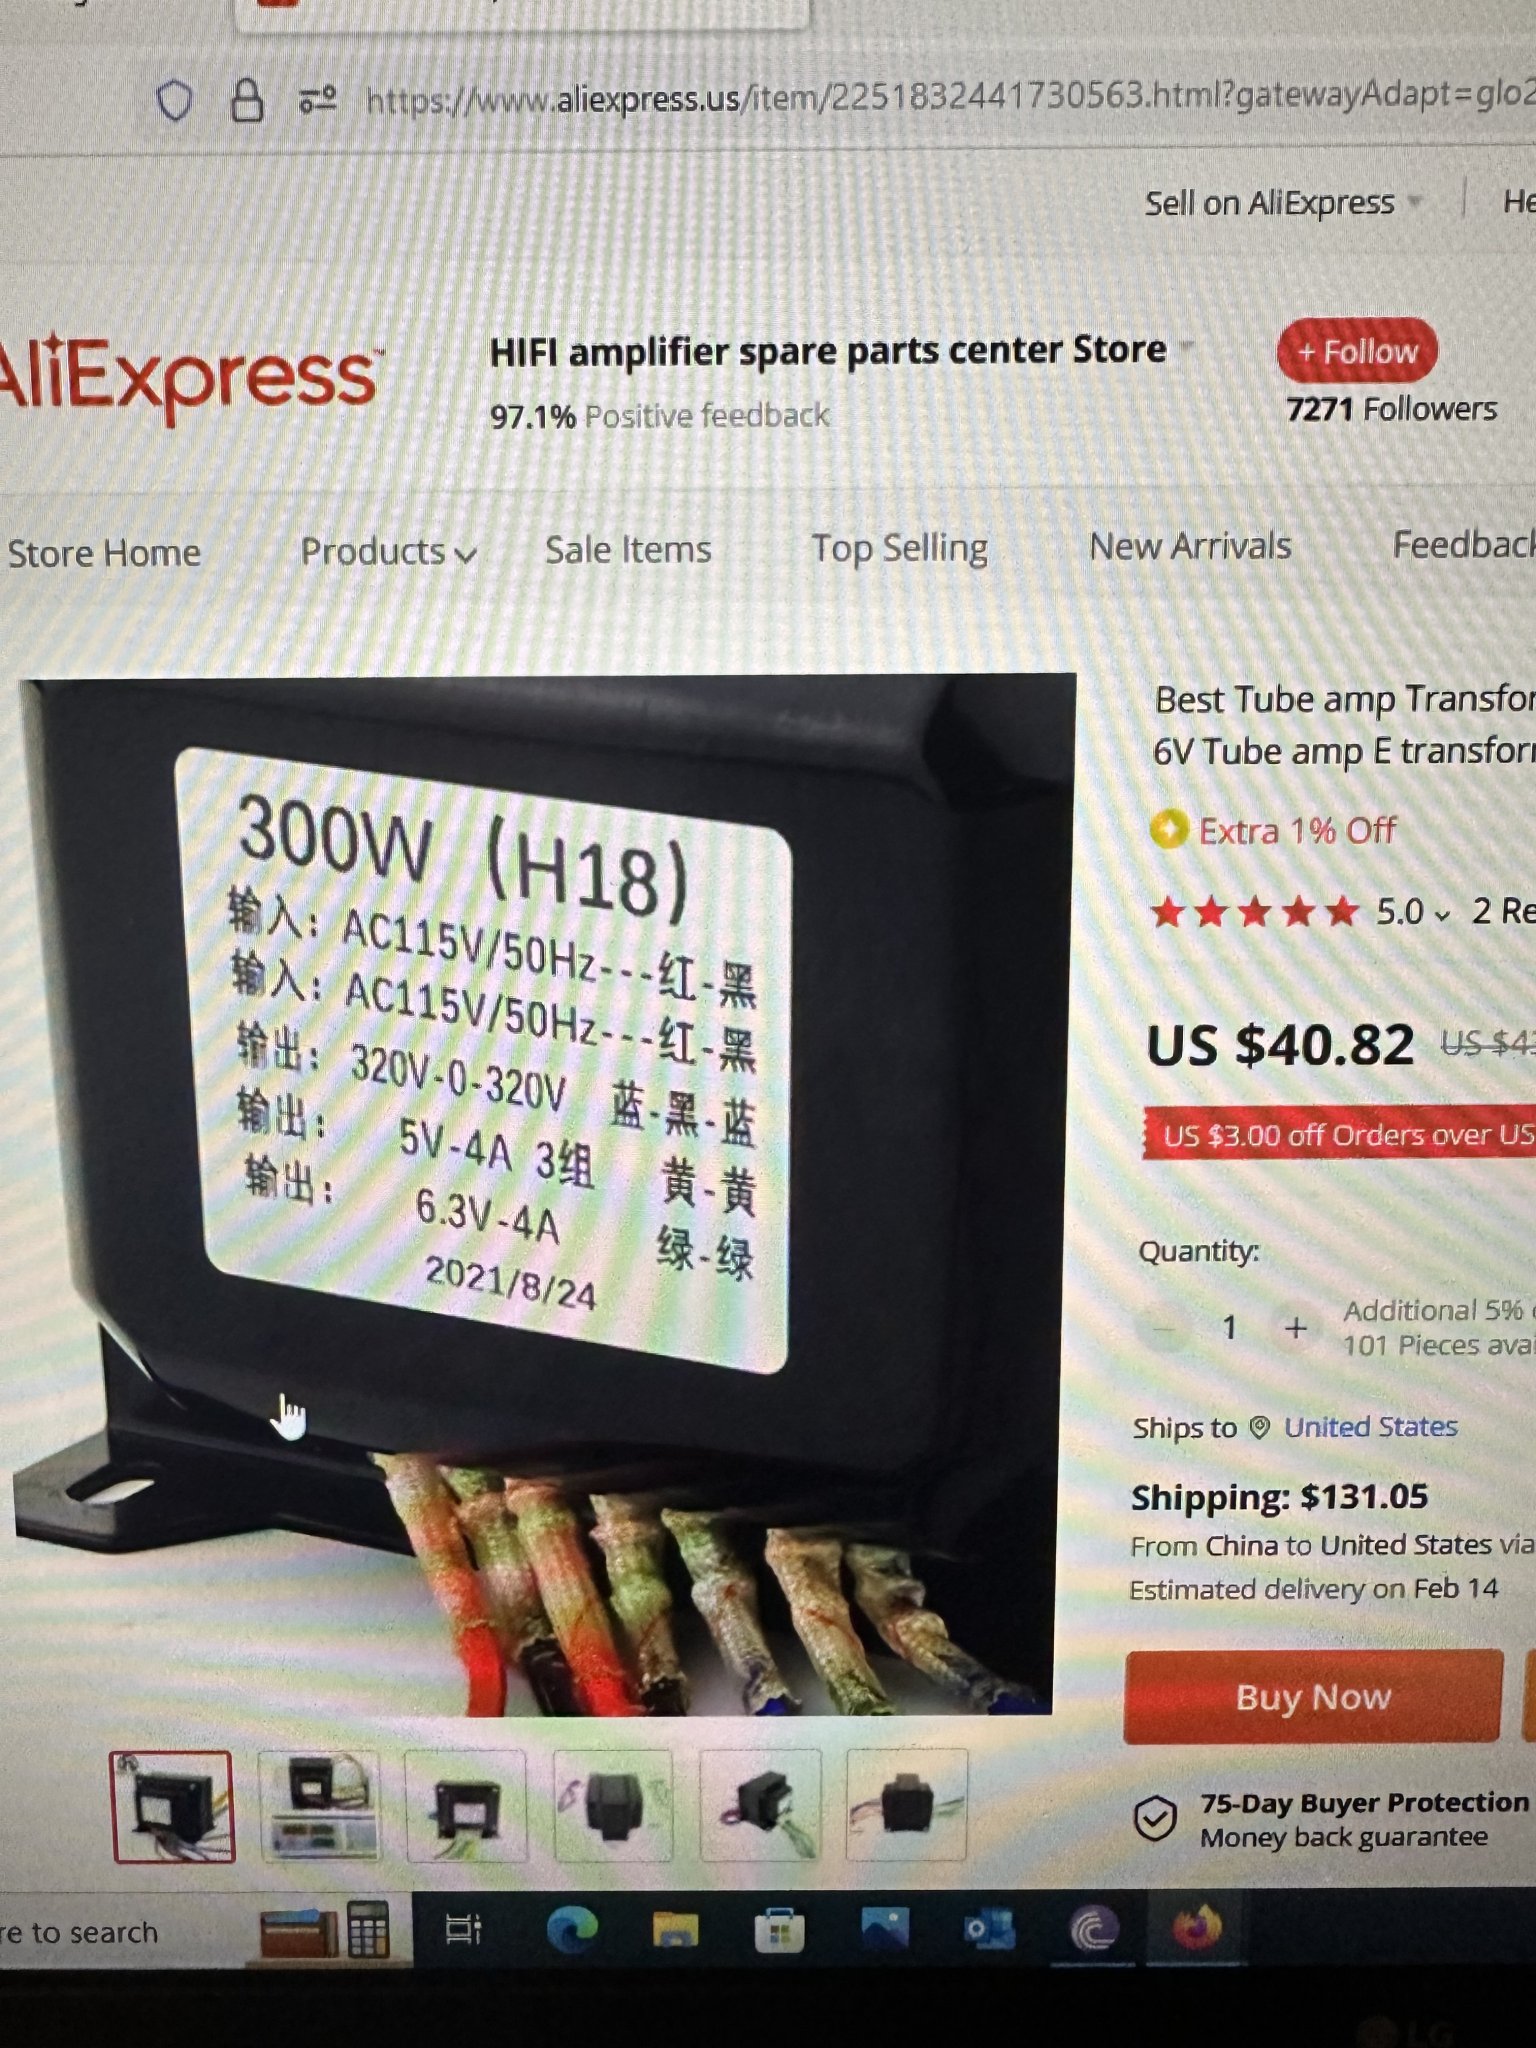 https://www.aliexpress.us/item/2251832441730563.html?gatewayAdapt=glo2
Sell on AliExpress
AliExpress
HIFI amplifier spare parts center Store
+ Follow
97.1% Positive feedback
7271 Followers
Store Home Products Sale Items Top Selling New Arrivals Feedback
Best Tube amp
6V Tube amp E
Extra 1% Off
5.0 2
US $40.82
US $3.00 off Orders over US
Quantity:
1
Additional 5%
101 Pieces
Ships to United States
Shipping: $131.05
From China to United States via
Estimated delivery on Feb 14
Buy Now
75-Day Buyer Protection
Money back guarantee
300W (H18)
输入: AC115V/50Hz---红-黑
输入: AC115V/50Hz---红-黑
输出: 320V-0-320V 蓝-黑-蓝
输出: 5V-4A 3组 黄-黄
输出: 6.3V-4A 绿-绿
2021/8/24
to search
LG